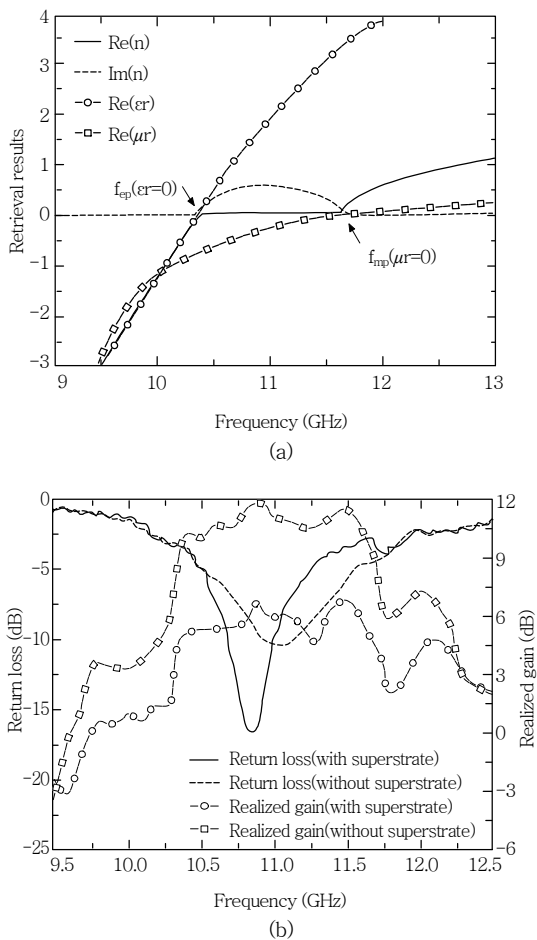 4
3
2
1
0
-1
-2
-3
Retrieval results
Re(n)
Im(n)
Re(εr)
Re(μr)
f_ep(εr=0)
f_mp(μr=0)
9 10 11 12 13
Frequency (GHz)
(a)
0
-5
-10
-15
-20
-25
Return loss (dB)
12
9
6
3
0
-3
-6
Realized gain (dB)
Return loss(with superstrate)
Return loss(without superstrate)
Realized gain(with superstrate)
Realized gain(without superstrate)
9.5 10.0 10.5 11.0 11.5 12.0 12.5
Frequency (GHz)
(b)